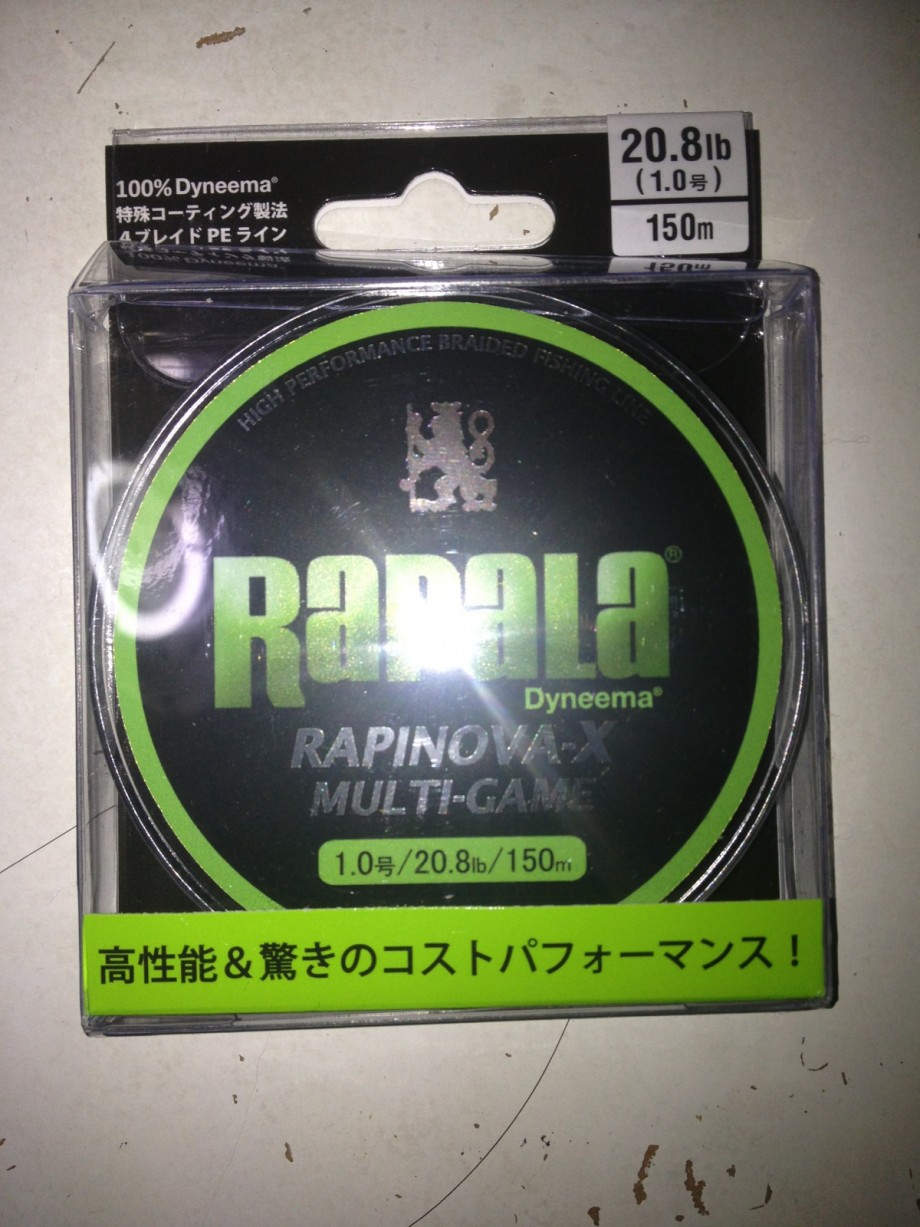 100% Dyneema®
特殊コーティング製法
4ブレイド PE ライン
20.8lb
(1.0号)
150m
HIGH PERFORMANCE BRAIDED FISHING LINE
RAPALA®
Dyneema®
RAPINOVA-X
MULTI-GAME
1.0号/20.8lb/150m
高性能&驚きのコストパフォーマンス!